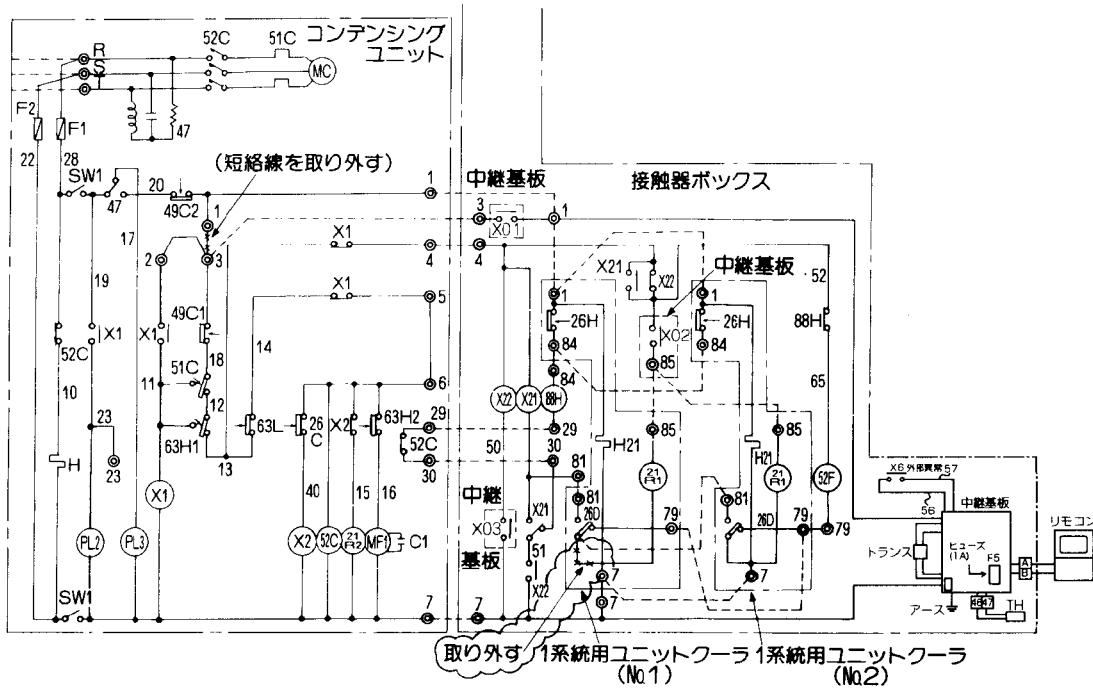 コンデンシング
ユニット
52C
51C
MC
R
S
T
F2
F1
47
22
28
(短絡線を取り外す)
SW1
20
47
49C2
1
1
17
2
3
中継基板
接触器ボックス
3
X01
1
X1
4
4
X21
X22
中継基板
52
19
X1
5
1
26H
X02
1
26H
88H
52C
X1
X1
49C1
14
84
85
84
18
51C
10
11
12
6
84
65
X22
X21
88H
23
63H1
63L
26
C
X2
63H2
29
52C
29
50
85
85
H21
H21
23
13
30
30
H
X1
40
15
16
81
81
21
R1
21
R1
52F
X6外部異常
57
56
中継基板
リモコン
中継
X03
基板
X21
26D
79
81
26D
79
79
PL2
PL3
X2
52C
21
R2
MF1
C1
51
X22
トランス
ヒューズ
(1A)
F5
A
B
7
7
SW1
7
7
7
アース
46
47
TH
取り外す
1系統用ユニットクーラ
(No.1)
1系統用ユニットクーラ
(No.2)